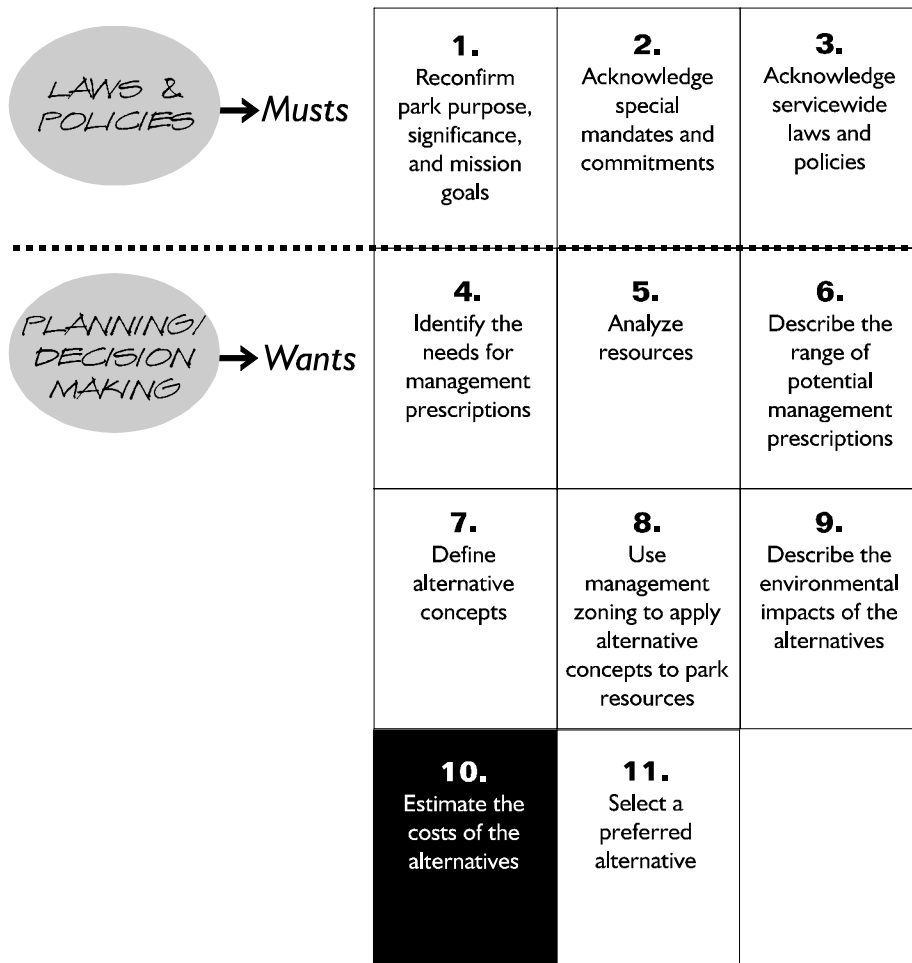 LAWS &
POLICIES
Musts
1.
Reconfirm
park purpose,
significance,
and mission
goals
2.
Acknowledge
special
mandates and
commitments
3.
Acknowledge
servicewide
laws and
policies
PLANNING/
DECISION
MAKING
Wants
4.
Identify the
needs for
management
prescriptions
5.
Analyze
resources
6.
Describe the
range of
potential
management
prescriptions
7.
Define
alternative
concepts
8.
Use
management
zoning to apply
alternative
concepts to park
resources
9.
Describe the
environmental
impacts of the
alternatives
10.
Estimate the
costs of the
alternatives
11.
Select a
preferred
alternative